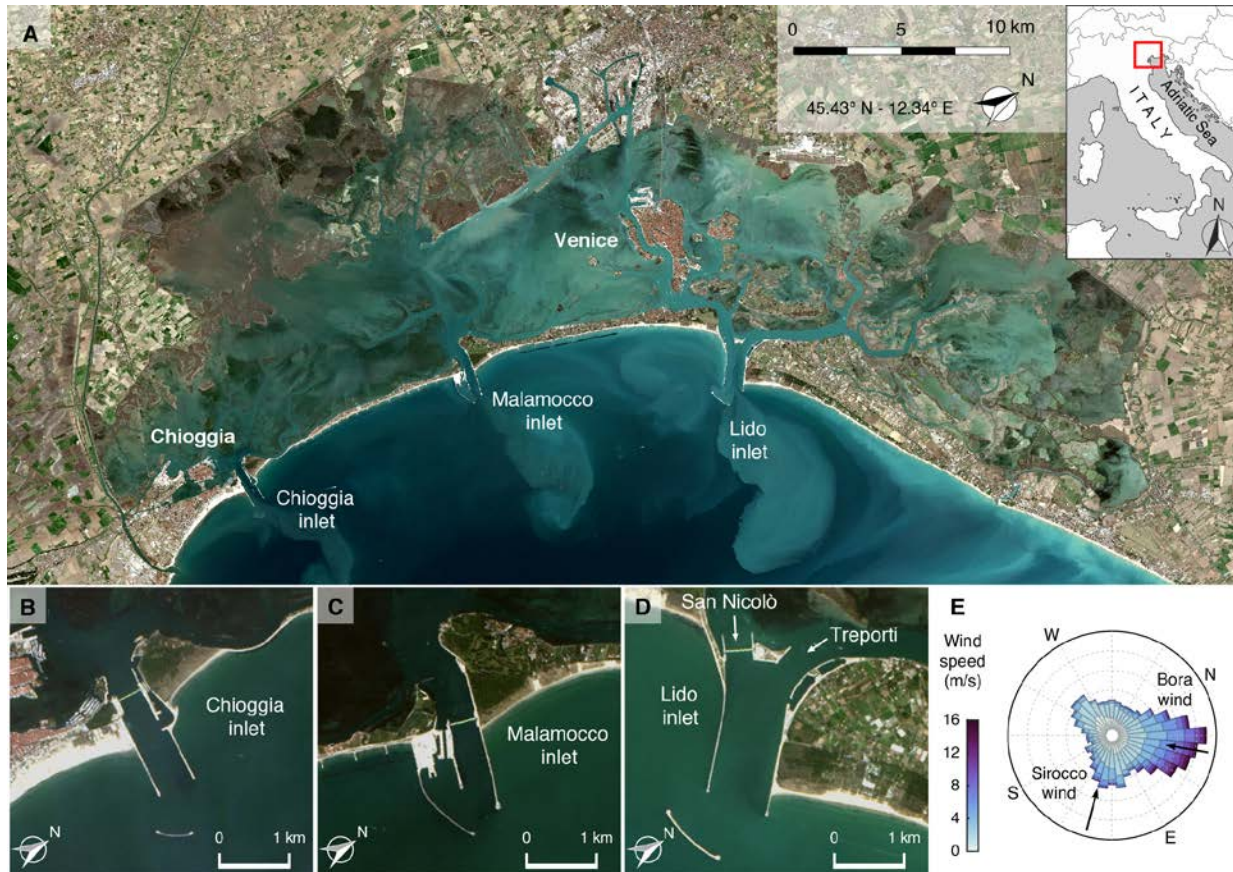 A
0 5 10 km
N
45.43° N - 12.34° E
ITALY
Adriatic Sea
N
Venice
Chioggia
Malamocco
inlet
Lido
inlet
Chioggia
inlet
B
Chioggia
inlet
N
0 1 km
C
Malamocco
inlet
N
0 1 km
D
San Nicolò
Treporti
Lido
inlet
N
0 1 km
E
Wind
speed
(m/s)
16
12
8
4
0
W
N
Bora
wind
Sirocco
wind
S
E